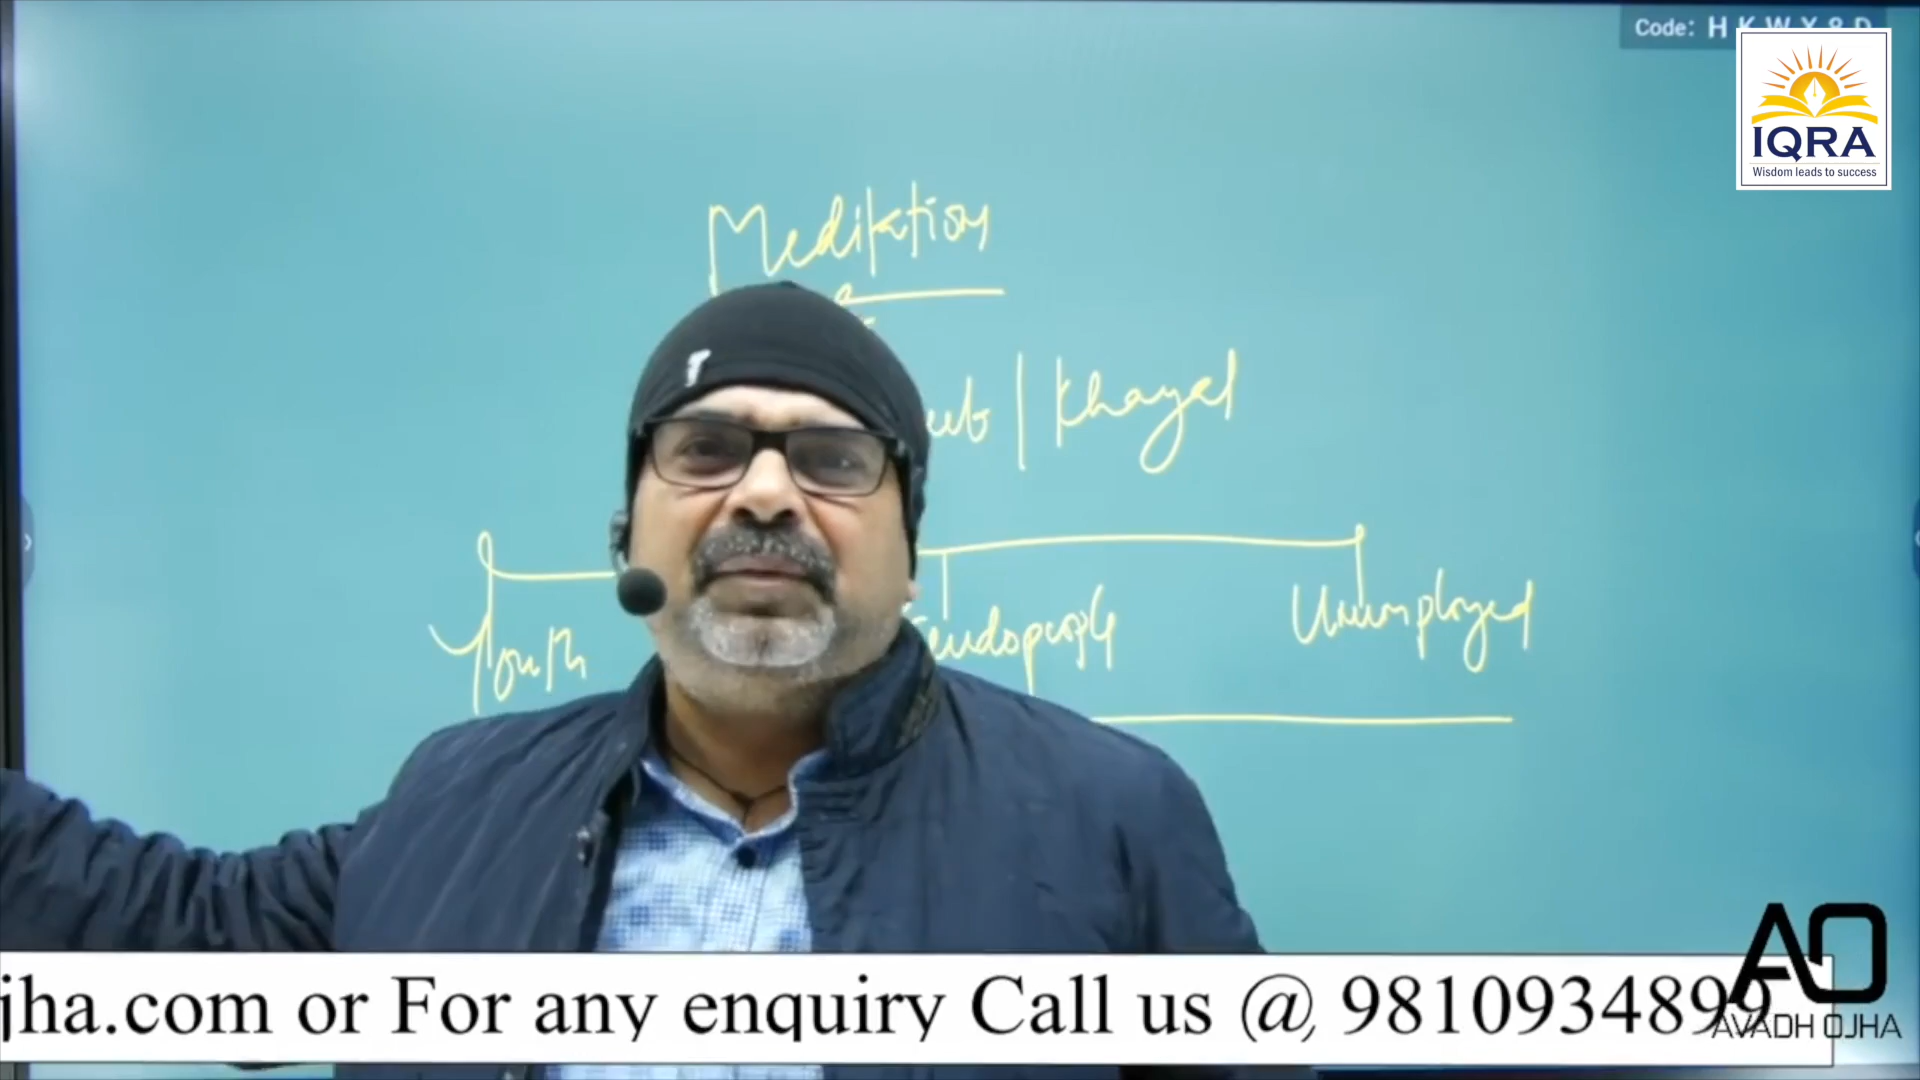 Code: H K W X 8 D
IQRA
Wisdom leads to success
Meditation
| Khayal
Youth
Unemployed
jha.com or For any enquiry Call us @ 9810934899
AO
AVADH OJHA